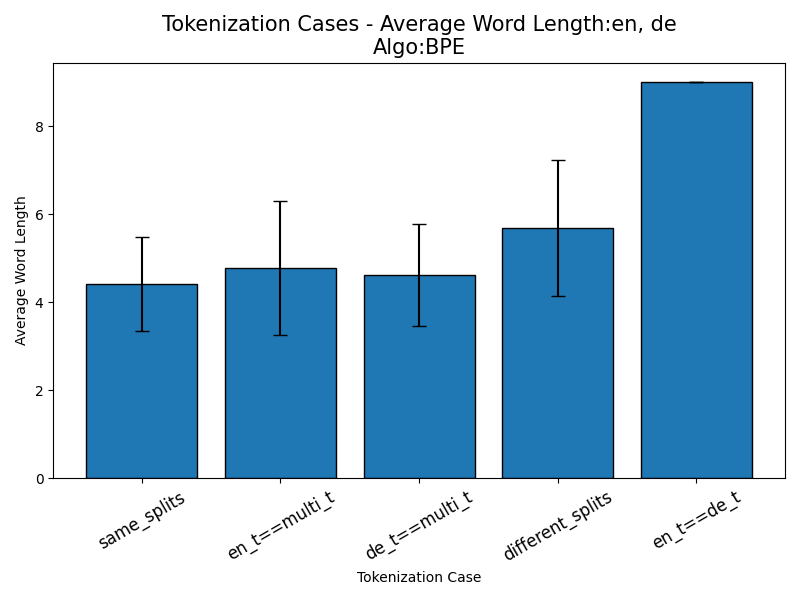 Tokenization Cases - Average Word Length:en, de
Algo:BPE
Average Word Length
8
6
4
2
0
same_splits
en_t==multi_t
de_t==multi_t
different_splits
en_t==de_t
Tokenization Case